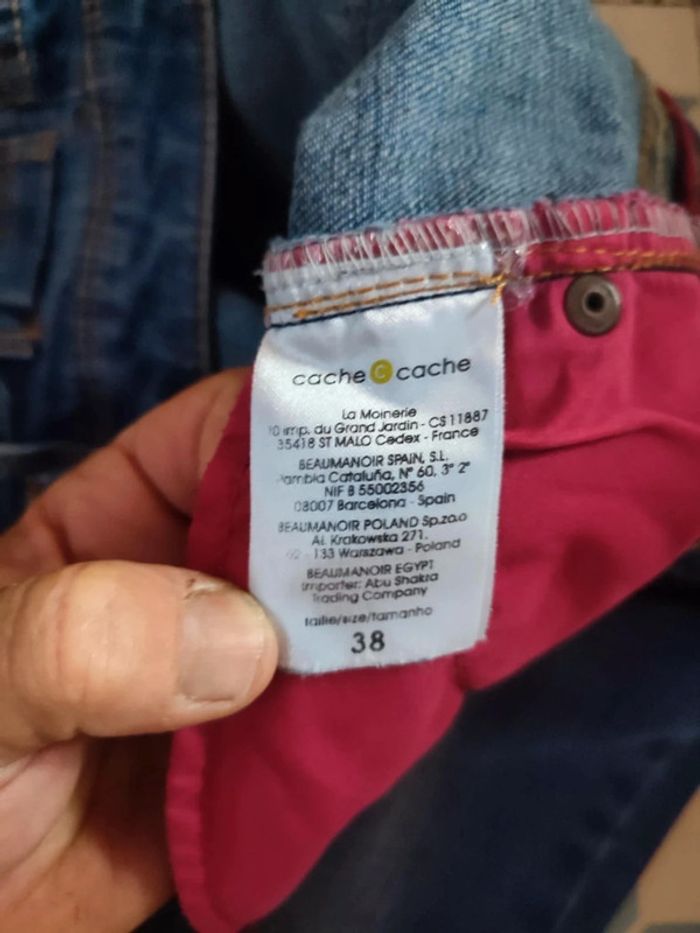 cache c cache
La Moinerie
10 imp. du Grand Jardin - CS 11887
35418 ST MALO Cedex - France
BEAUMANOIR SPAIN, S.L.
Rambla Cataluña, Nº 60, 3º 2ª
NIF B 55002356
08007 Barcelona - Spain
BEAUMANOIR POLAND Sp.zo.o
Al. Krakowska 271,
02 - 133 Warszawa - Poland
BEAUMANOIR EGYPT
Importer: Abu Shakra
Trading Company
taille/size/tamanho
38